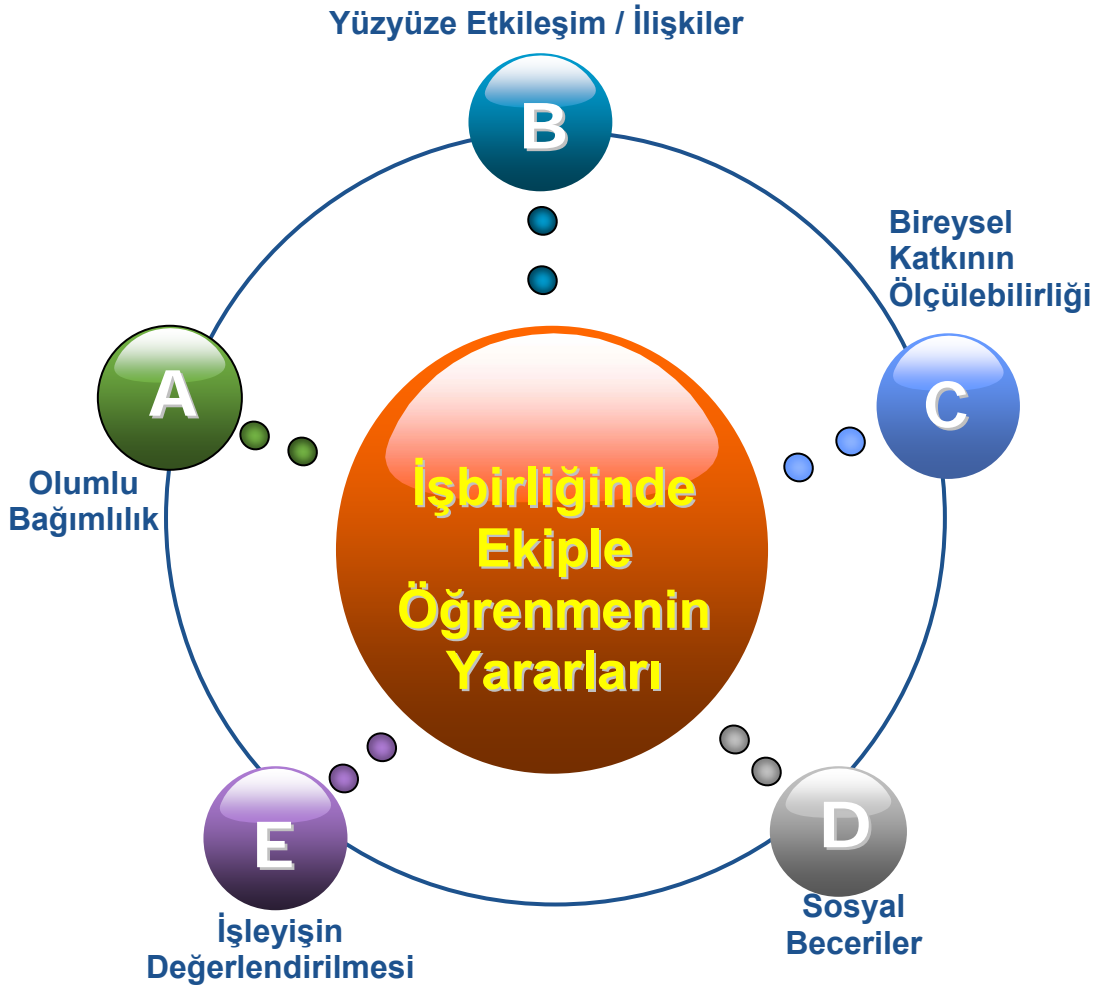 Yüzyüze Etkileşim / İlişkiler
B
Bireysel
Katkının
Ölçülebilirliği
A
C
Olumlu
Bağımlılık
İşbirliğinde
Ekiple
Öğrenmenin
Yararları
E
D
Sosyal
Beceriler
İşleyişin
Değerlendirilmesi